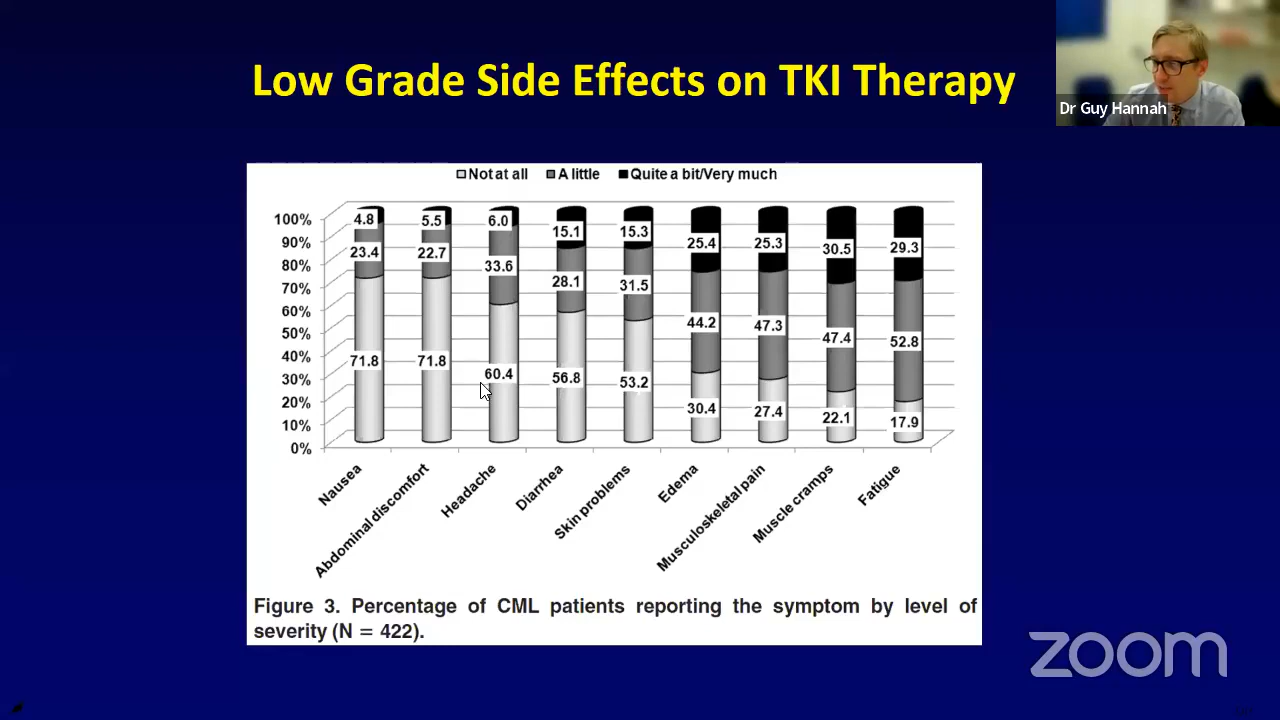 Low Grade Side Effects on TKI Therapy
Dr Guy Hannah
Not at all A little Quite a bit/Very much
100%
90%
80%
70%
60%
50%
40%
30%
20%
10%
0%
4.8 5.5 6.0 15.1 15.3 25.4 25.3 30.5 29.3
23.4 22.7 33.6 28.1 31.5 44.2 47.3 47.4 52.8
71.8 71.8 60.4 56.8 53.2 30.4 27.4 22.1 17.9
Nausea
Abdominal discomfort
Headache
Diarrhea
Skin problems
Edema
Musculoskeletal pain
Muscle cramps
Fatigue
Figure 3. Percentage of CML patients reporting the symptom by level of
severity (N = 422).
zoom